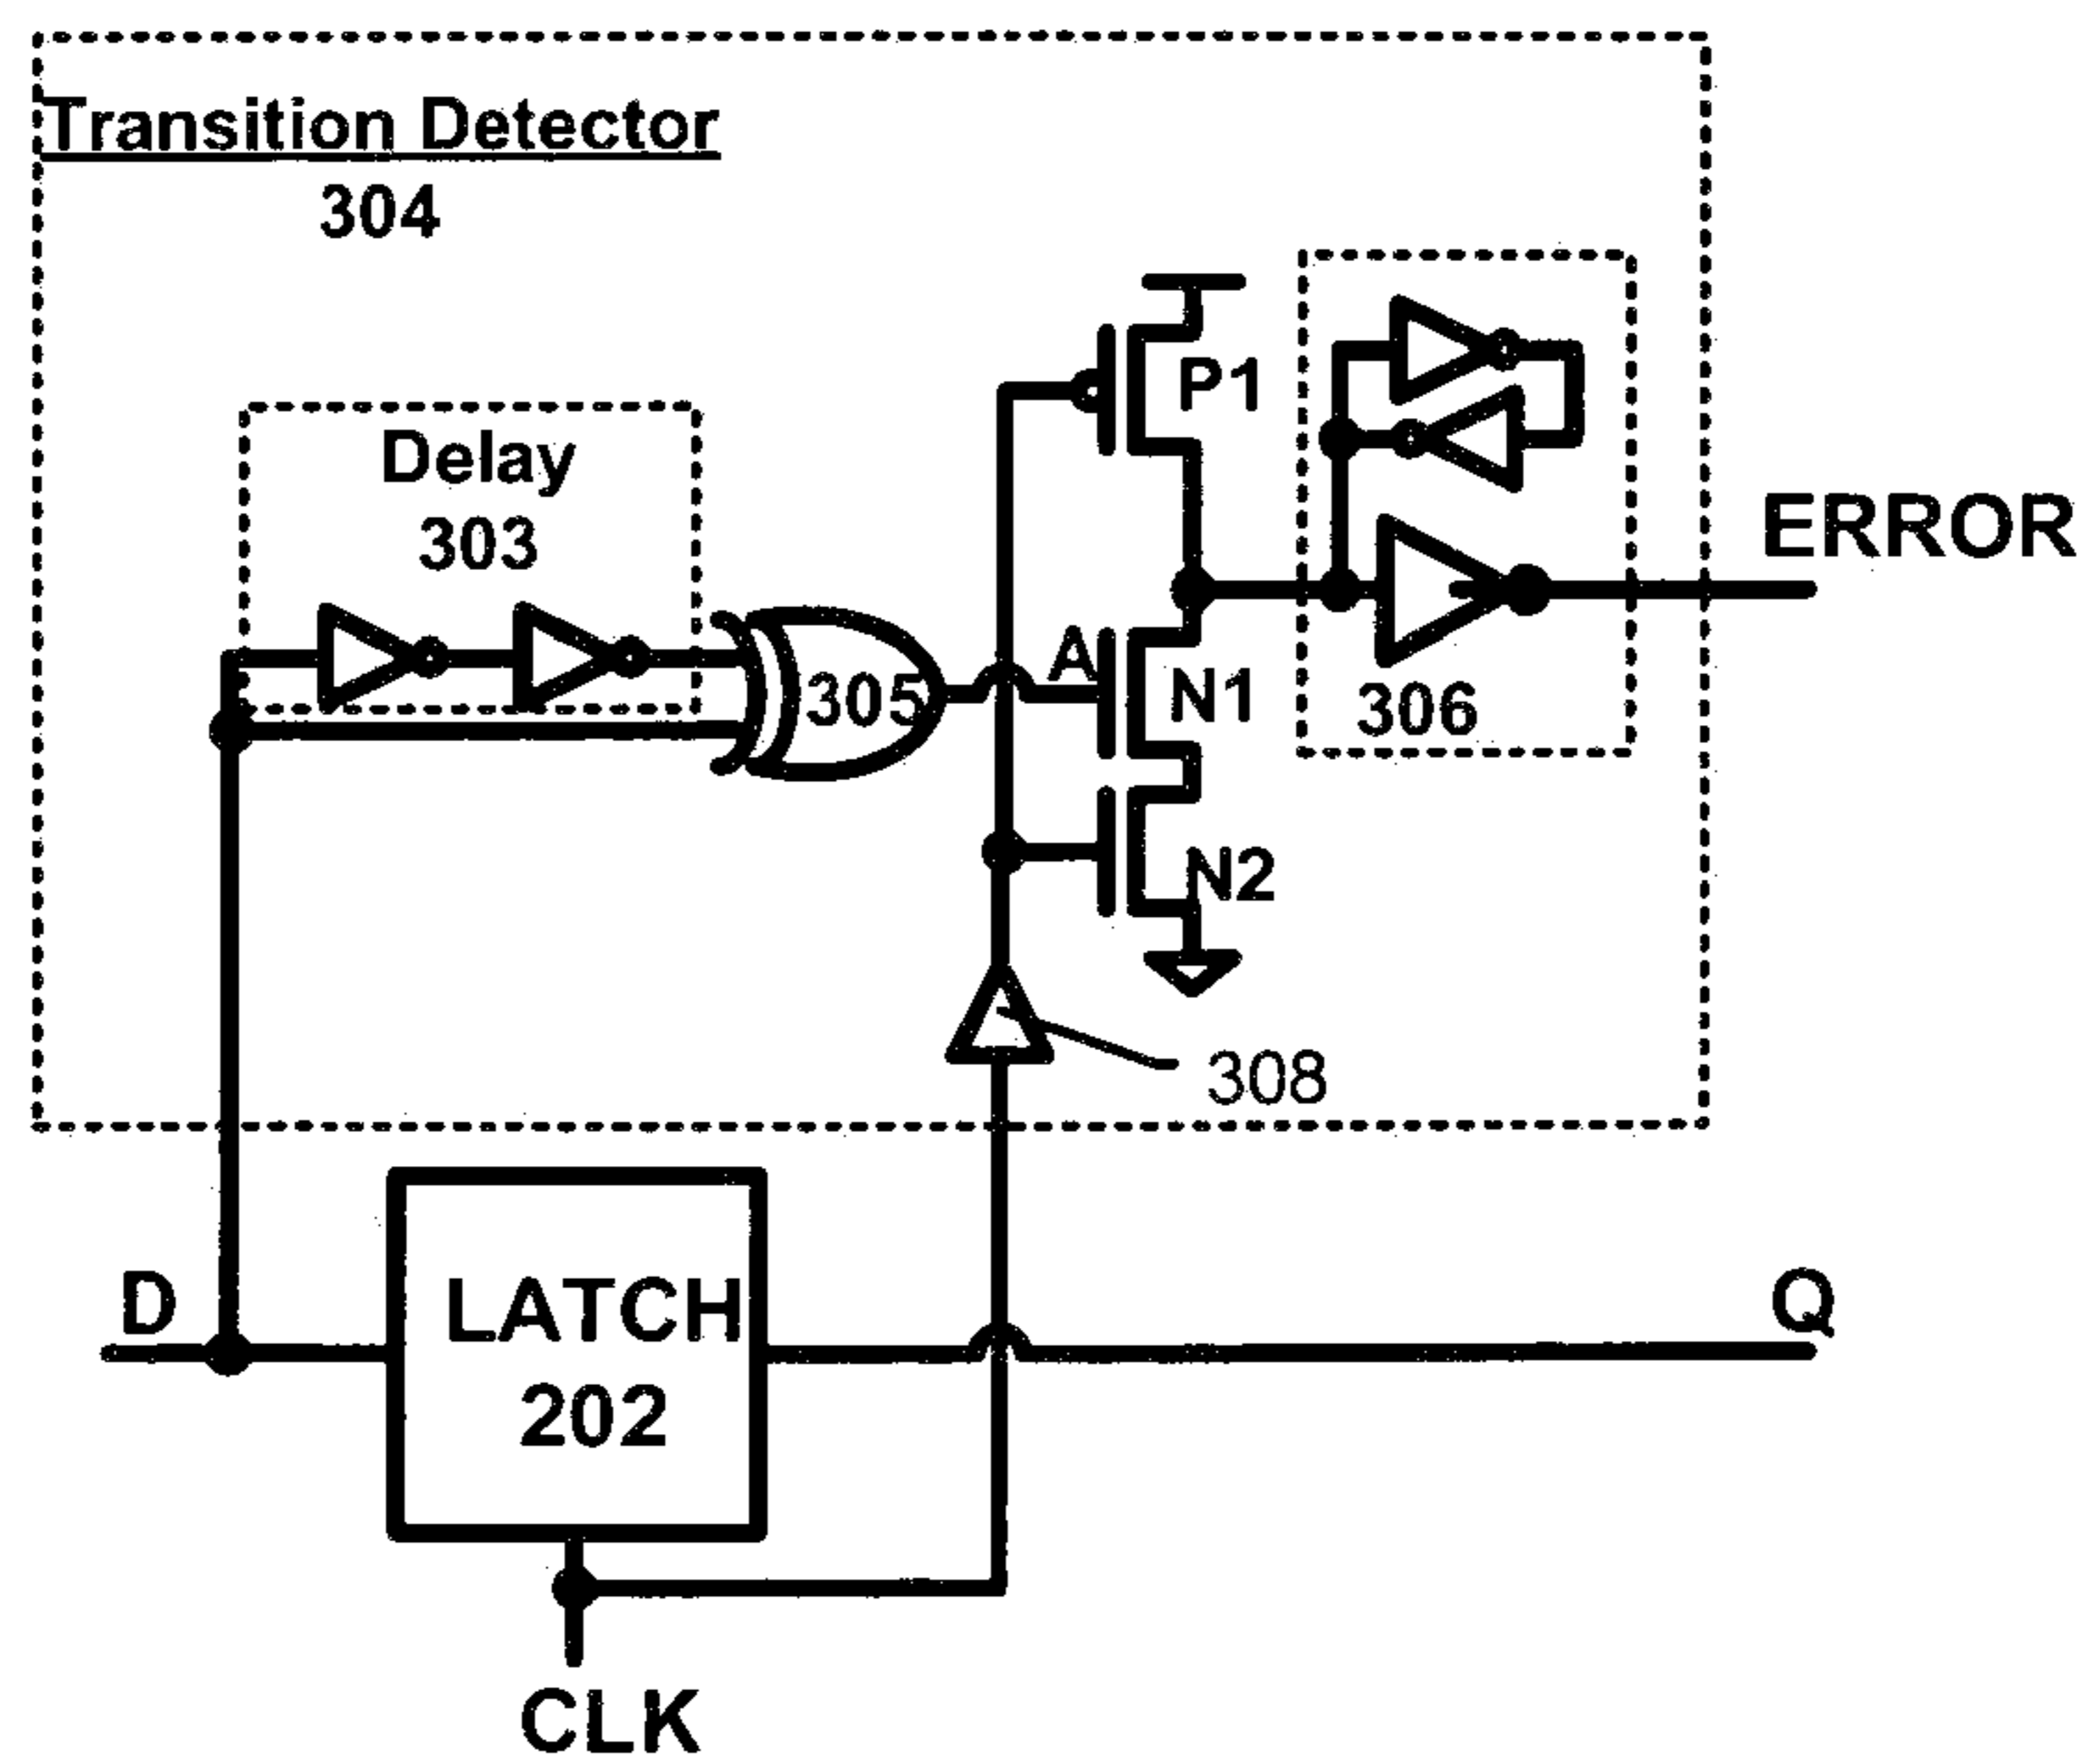 Transition Detector
304
Delay
303
P1
ERROR
A
305
N1
306
N2
308
D
LATCH
202
Q
CLK